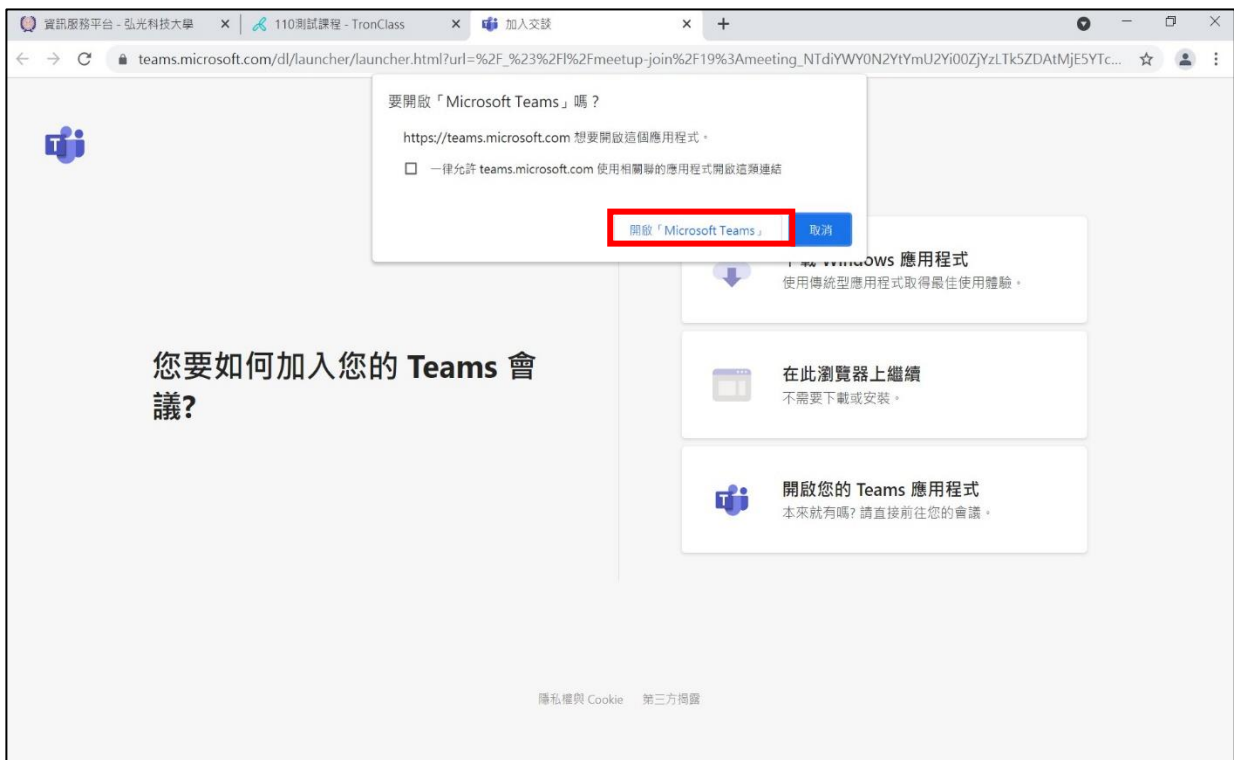 資訊服務平台 - 弘光科技大學
110測試課程 - TronClass
加入交談
teams.microsoft.com/dl/launcher/launcher.html?url=%2F_%23%2Fl%2Fmeetup-join%2F19%3Ameeting_NTdiYWY0N2YtYmU2Yi00ZjYzLTk5ZDAtMjE5YTc...
要開啟「Microsoft Teams」嗎？
https://teams.microsoft.com 想要開啟這個應用程式。
一律允許 teams.microsoft.com 使用相關聯的應用程式開啟這類連結
開啟「Microsoft Teams」
取消
下載 Windows 應用程式
使用傳統型應用程式取得最佳使用體驗。
您要如何加入您的 Teams 會
議?
在此瀏覽器上繼續
不需要下載或安裝。
開啟您的 Teams 應用程式
本來就有嗎? 請直接前往您的會議。
隱私權與 Cookie
第三方揭露